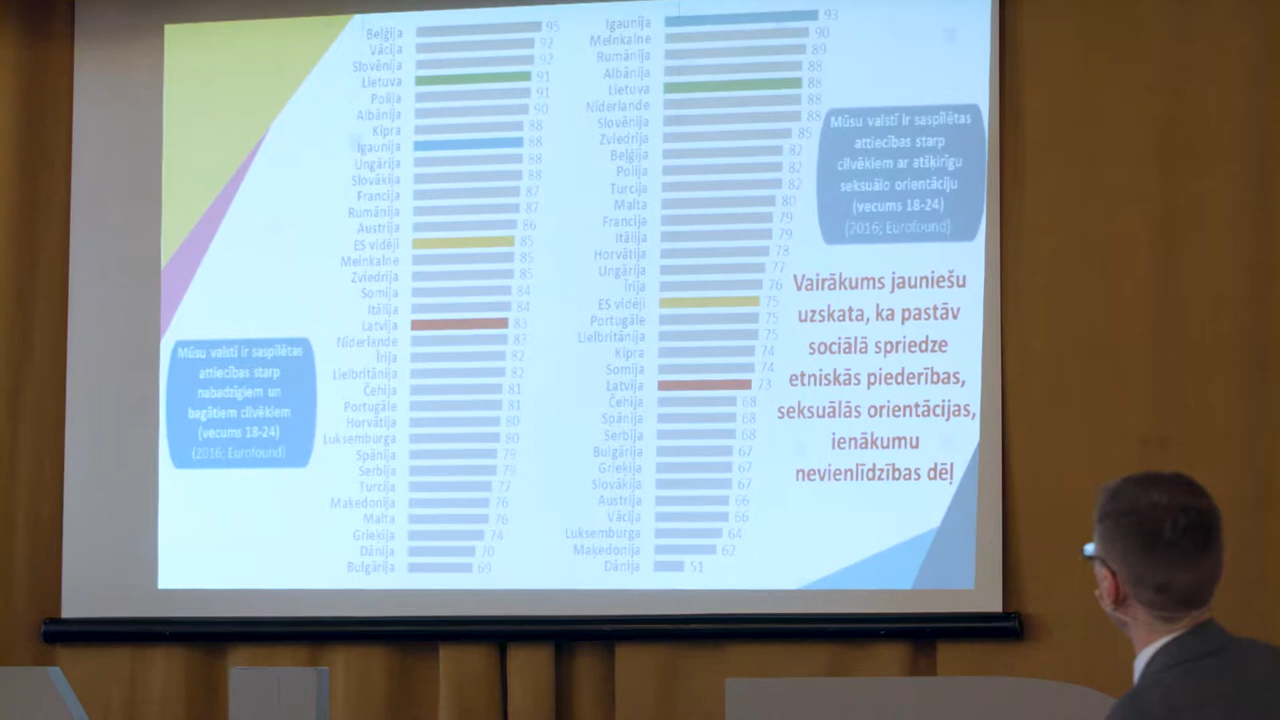 Beļģija 95
Vācija 92
Slovēnija 92
Lietuva 91
Polija 91
Albānija 90
Kipra 88
Igaunija 88
Ungārija 88
Slovākija 88
Francija 87
Rumānija 87
Austrija 86
ES vidēji 85
Melnkalne 85
Zviedrija 85
Somija 84
Itālija 84
Latvija 83
Nīderlande 83
Īrija 82
Lielbritānija 82
Čehija 81
Portugāle 81
Horvātija 80
Luksemburga 80
Spānija 79
Serbija 79
Turcija 77
Maķedonija 76
Malta 76
Grieķija 74
Dānija 70
Bulgārija 69
Mūsu valstī ir saspīlētas
attiecības starp
nabadzīgiem un
bagātiem cilvēkiem
(vecums 18-24)
(2016; Eurofound)
Igaunija 93
Melnkalne 90
Rumānija 89
Albānija 88
Lietuva 88
Nīderlande 88
Slovēnija 88
Zviedrija 85
Beļģija 82
Polija 82
Turcija 82
Malta 80
Francija 79
Itālija 79
Horvātija 78
Ungārija 77
Īrija 76
ES vidēji 75
Portugāle 75
Lielbritānija 75
Kipra 74
Somija 74
Latvija 73
Čehija 68
Spānija 68
Serbija 68
Bulgārija 67
Grieķija 67
Slovākija 67
Austrija 66
Vācija 66
Luksemburga 64
Maķedonija 62
Dānija 51
Mūsu valstī ir saspīlētas
attiecības starp
cilvēkiem ar atšķirīgu
seksuālo orientāciju
(vecums 18-24)
(2016; Eurofound)
Vairākums jauniešu
uzskata, ka pastāv
sociālā spriedze
etniskās piederības,
seksuālās orientācijas,
ienākumu
nevienlīdzības dēļ